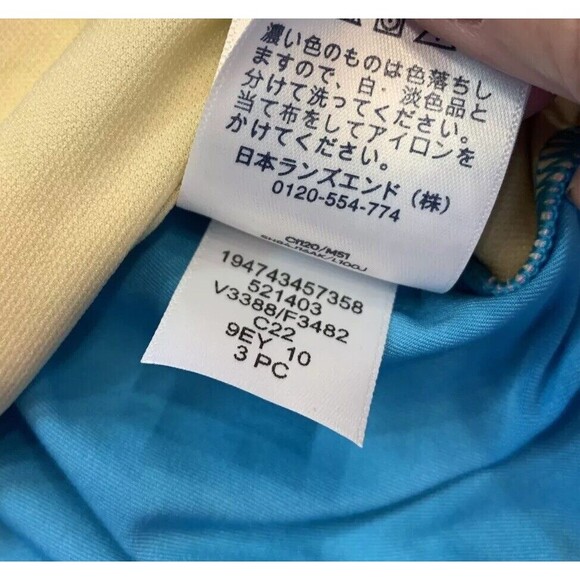 濃い色のものは色落ちし
ますので、白、淡色品と
分けて洗ってください。
当て布をしてアイロンを
かけてください。
日本ランズエンド（株）
0120-554-774
CI120/M51
194743457358
521403
V3388/F3482
C22
9EY 10
3 PC